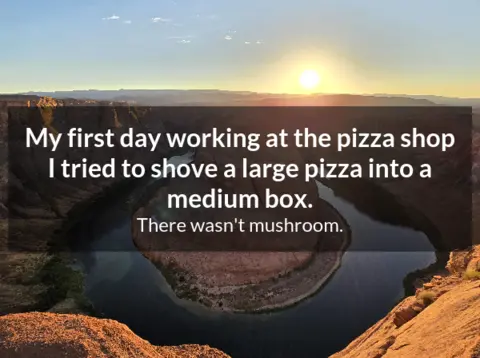 My first day working at the pizza shop
I tried to shove a large pizza into a
medium box.
There wasn't mushroom.